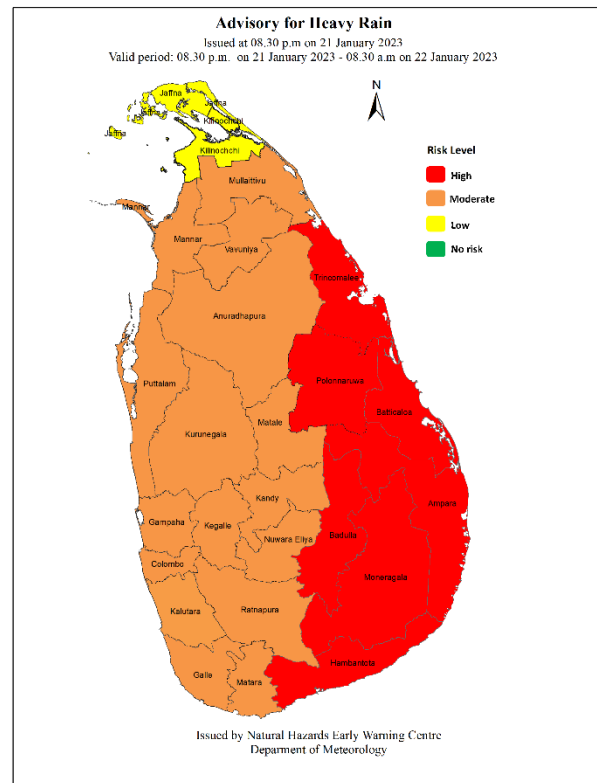 Advisory for Heavy Rain
Issued at 08.30 p.m on 21 January 2023
Valid period: 08.30 p.m. on 21 January 2023 - 08.30 a.m on 22 January 2023
N
Risk Level
High
Moderate
Low
No risk
Jaffna
Jaffna
Jaffna
Kilinochchi
Jaffna
Kilinochchi
Mullaittivu
Mannar
Mannar
Vavuniya
Trincomalee
Anuradhapura
Polonnaruwa
Puttalam
Batticaloa
Matale
Kurunegala
Kandy
Ampara
Gampaha
Kegalle
Nuwara Eliya
Badulla
Colombo
Moneragala
Kalutara
Ratnapura
Hambantota
Galle
Matara
Issued by Natural Hazards Early Warning Centre
Deparment of Meteorology